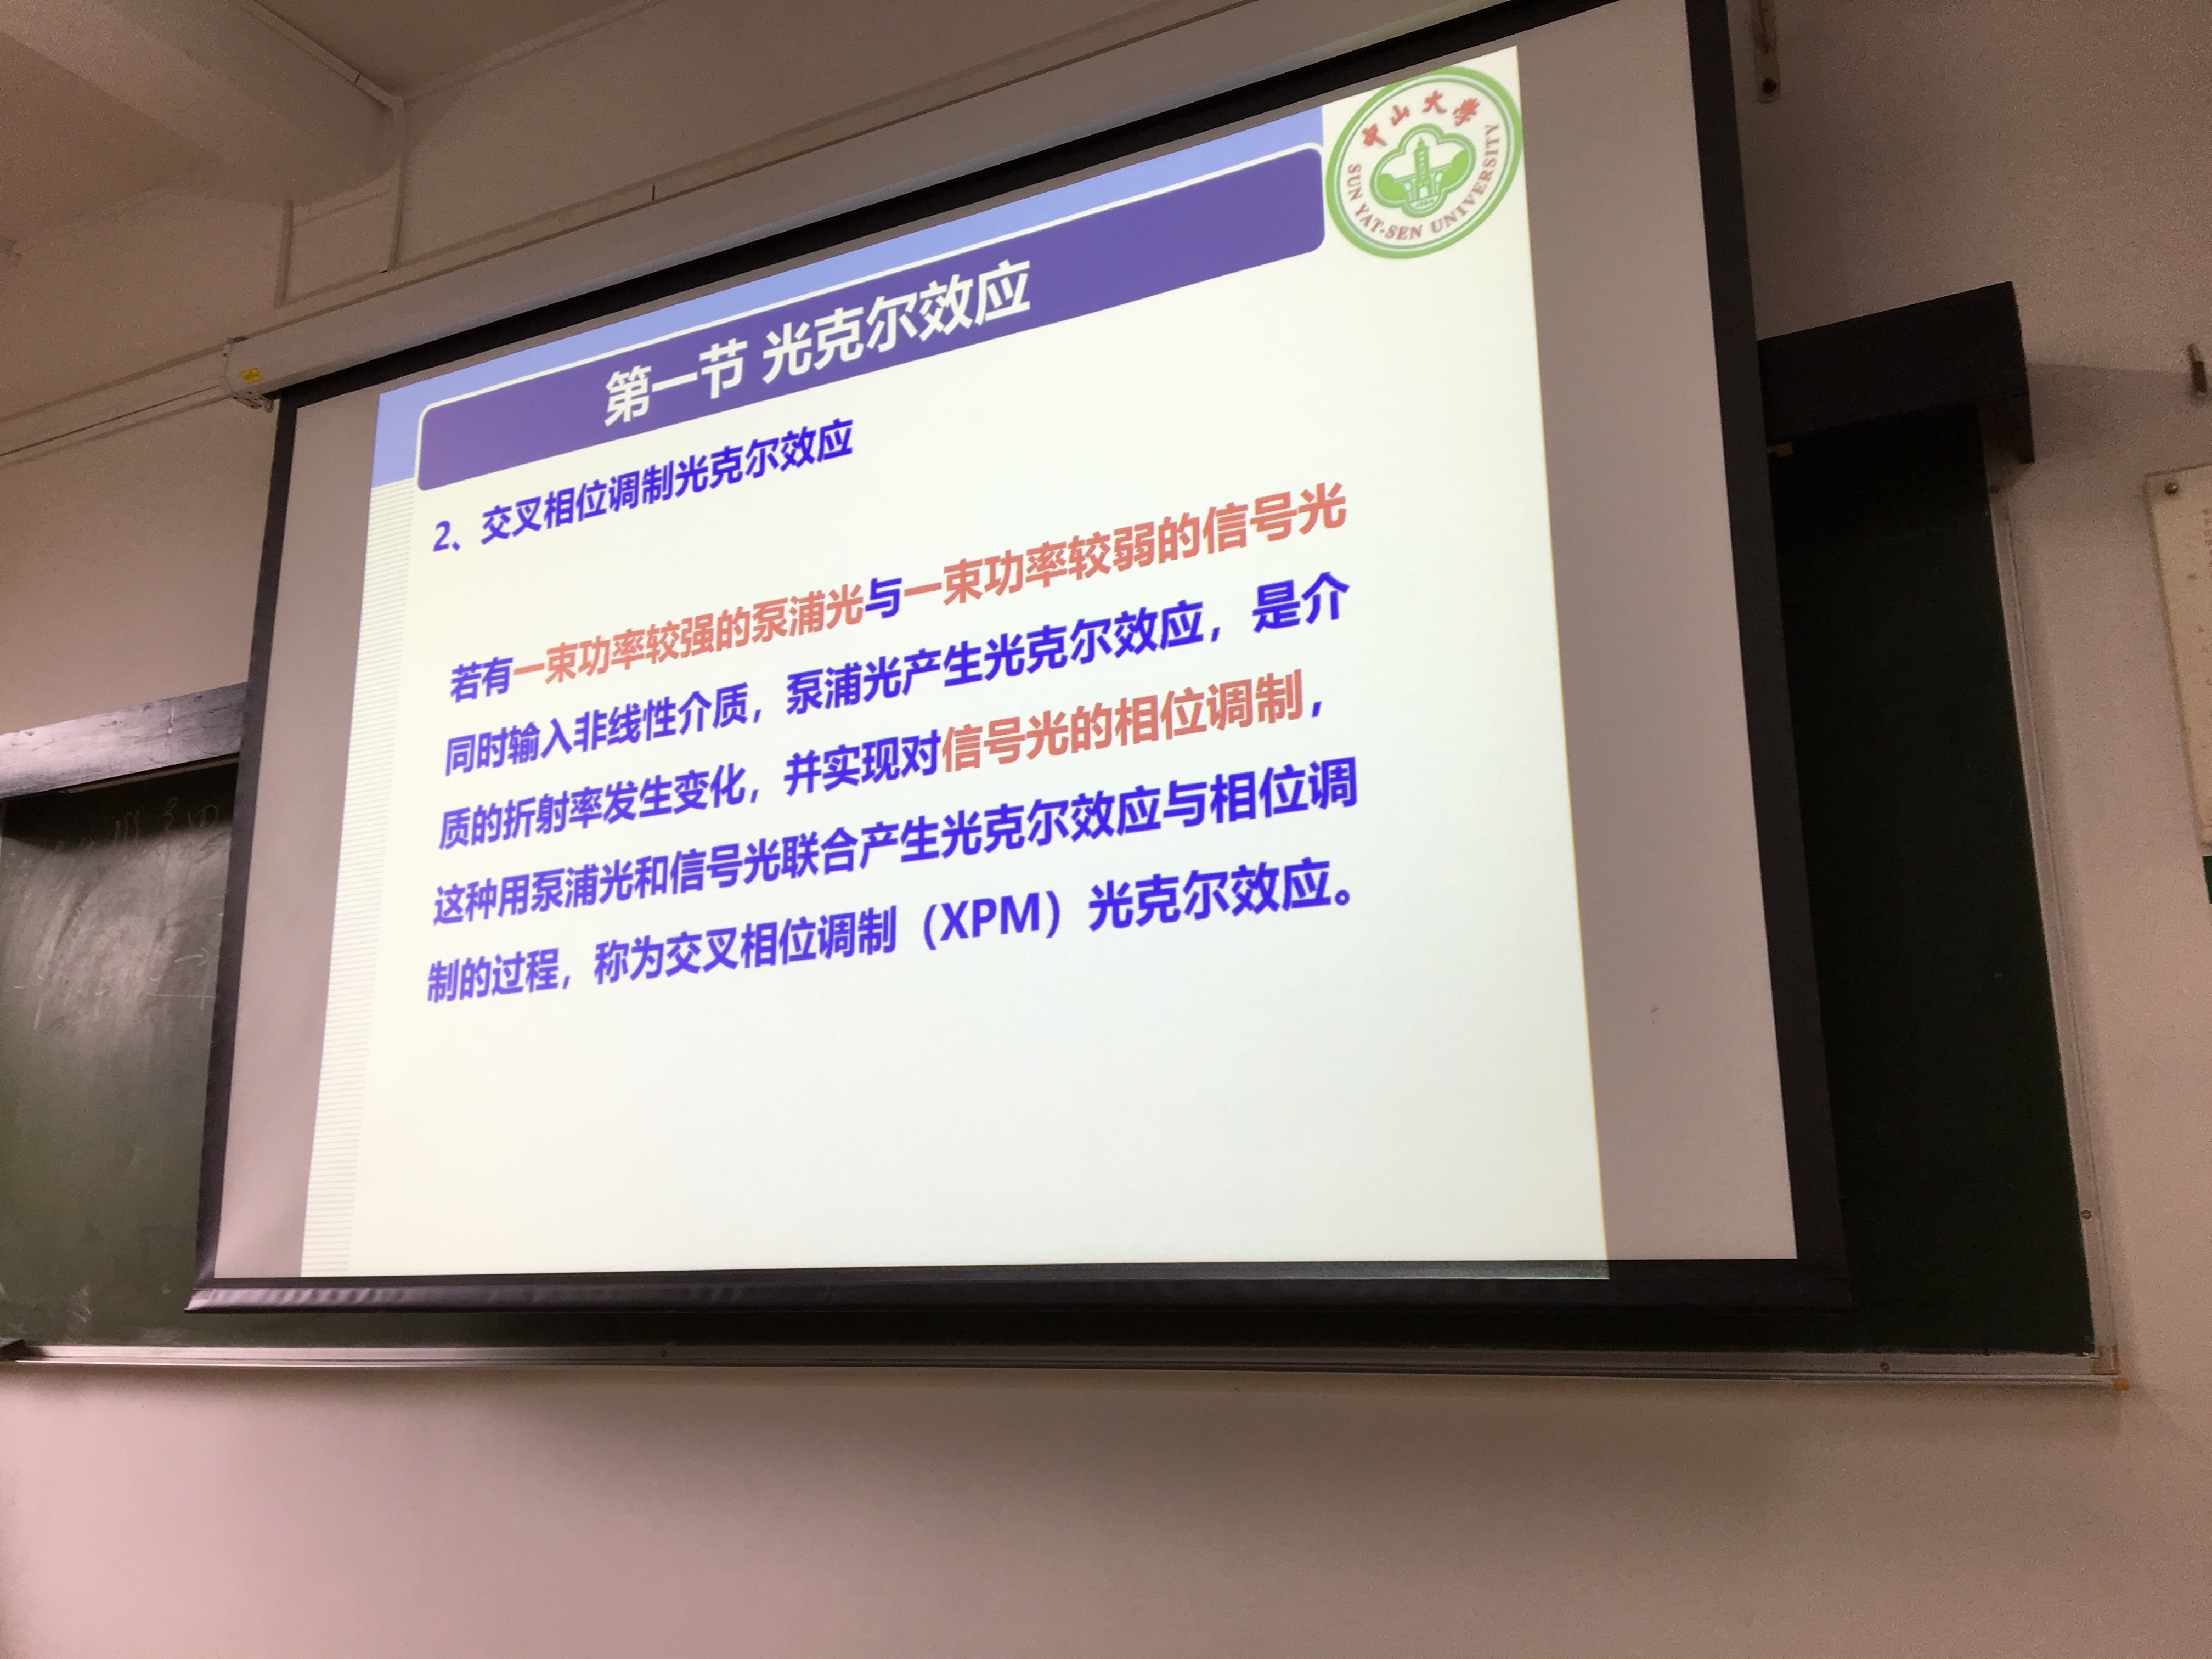 中山大学
SUN YAT-SEN UNIVERSITY
第一节 光克尔效应
2、交叉相位调制光克尔效应
若有一束功率较强的泵浦光与一束功率较弱的信号光
同时输入非线性介质，泵浦光产生光克尔效应，是介
质的折射率发生变化，并实现对信号光的相位调制，
这种用泵浦光和信号光联合产生光克尔效应与相位调
制的过程，称为交叉相位调制（XPM）光克尔效应。